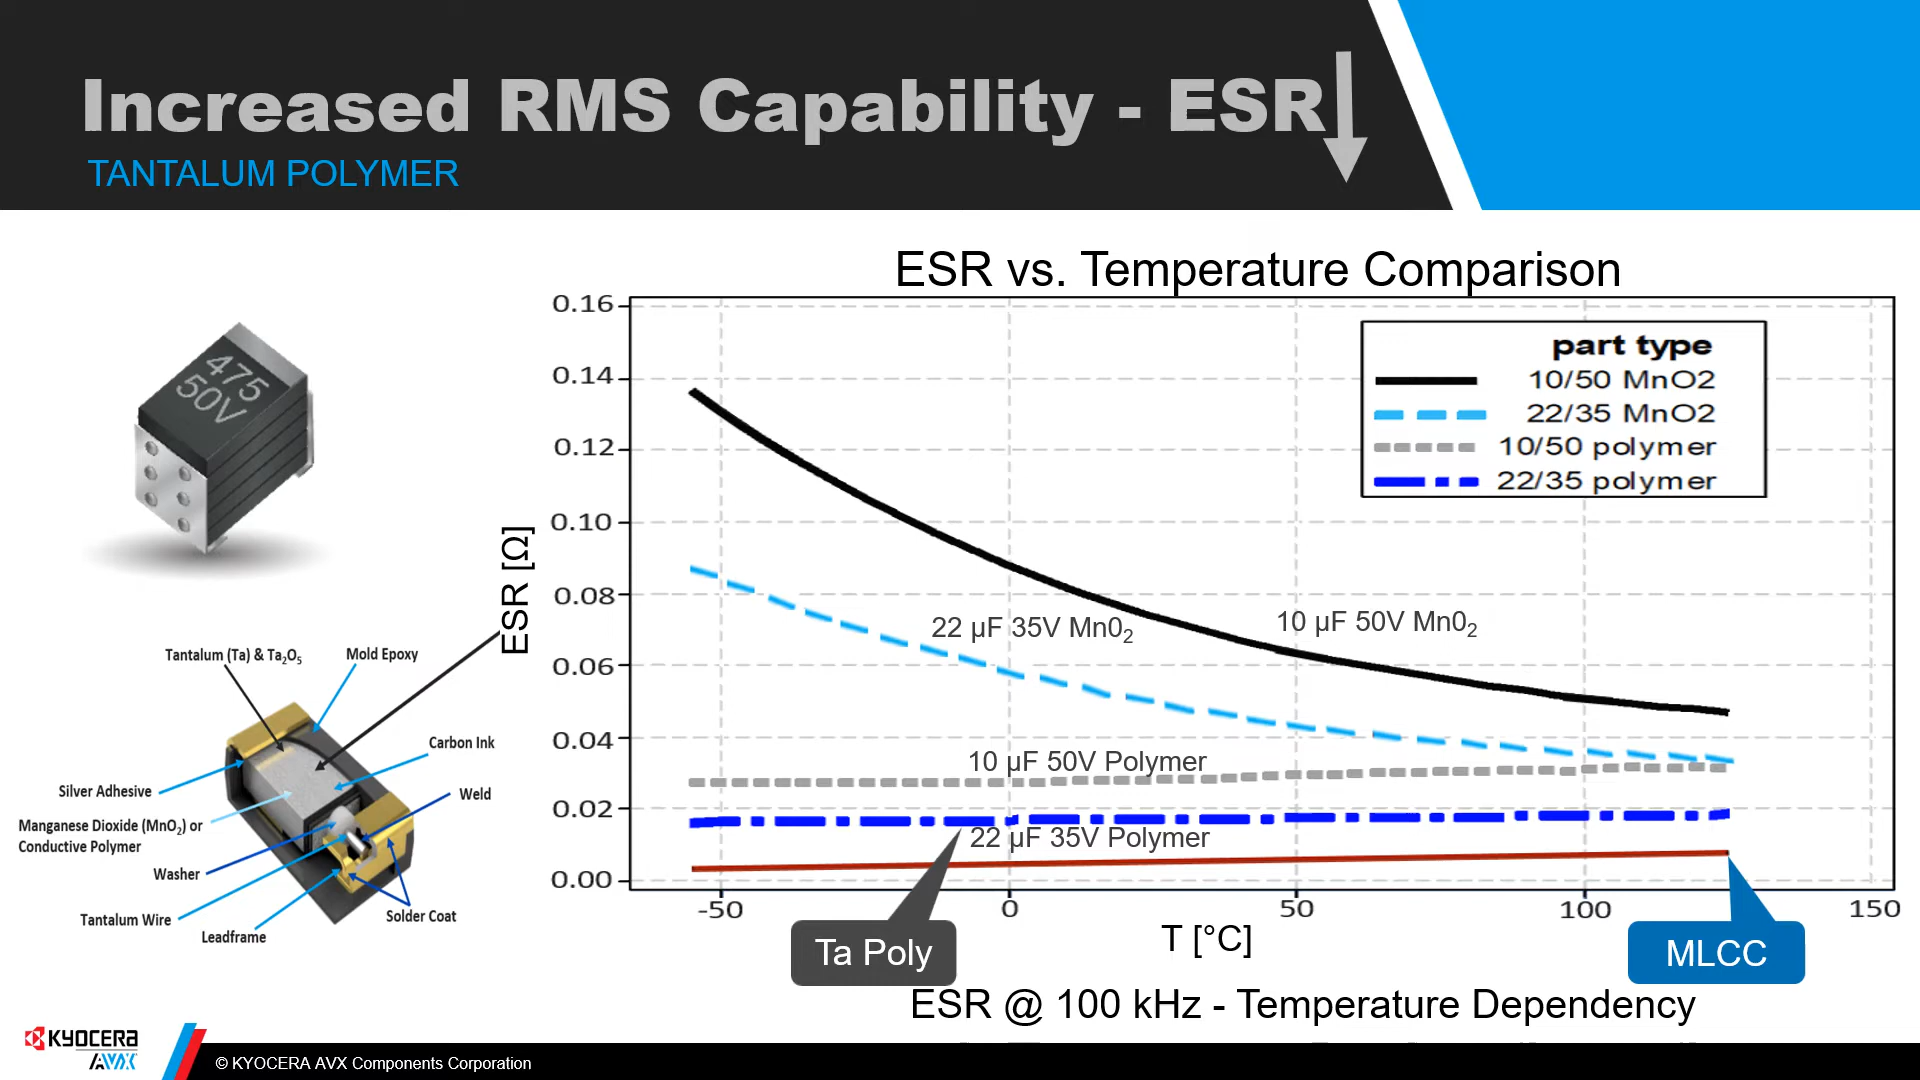 Increased RMS Capability - ESR
TANTALUM POLYMER
475
50V
Tantalum (Ta) & Ta₂O₅
Mold Epoxy
Carbon Ink
Silver Adhesive
Weld
Manganese Dioxide (MnO₂) or
Conductive Polymer
Washer
Tantalum Wire
Solder Coat
Leadframe
ESR vs. Temperature Comparison
ESR [Ω]
0.16
0.14
0.12
0.10
0.08
0.06
0.04
0.02
0.00
part type
10/50 MnO2
22/35 MnO2
10/50 polymer
22/35 polymer
22 µF 35V Mn0₂
10 µF 50V Mn0₂
10 µF 50V Polymer
22 µF 35V Polymer
-50
0
50
100
150
T [°C]
Ta Poly
MLCC
ESR @ 100 kHz - Temperature Dependency
KYOCERA
AVX
© KYOCERA AVX Components Corporation